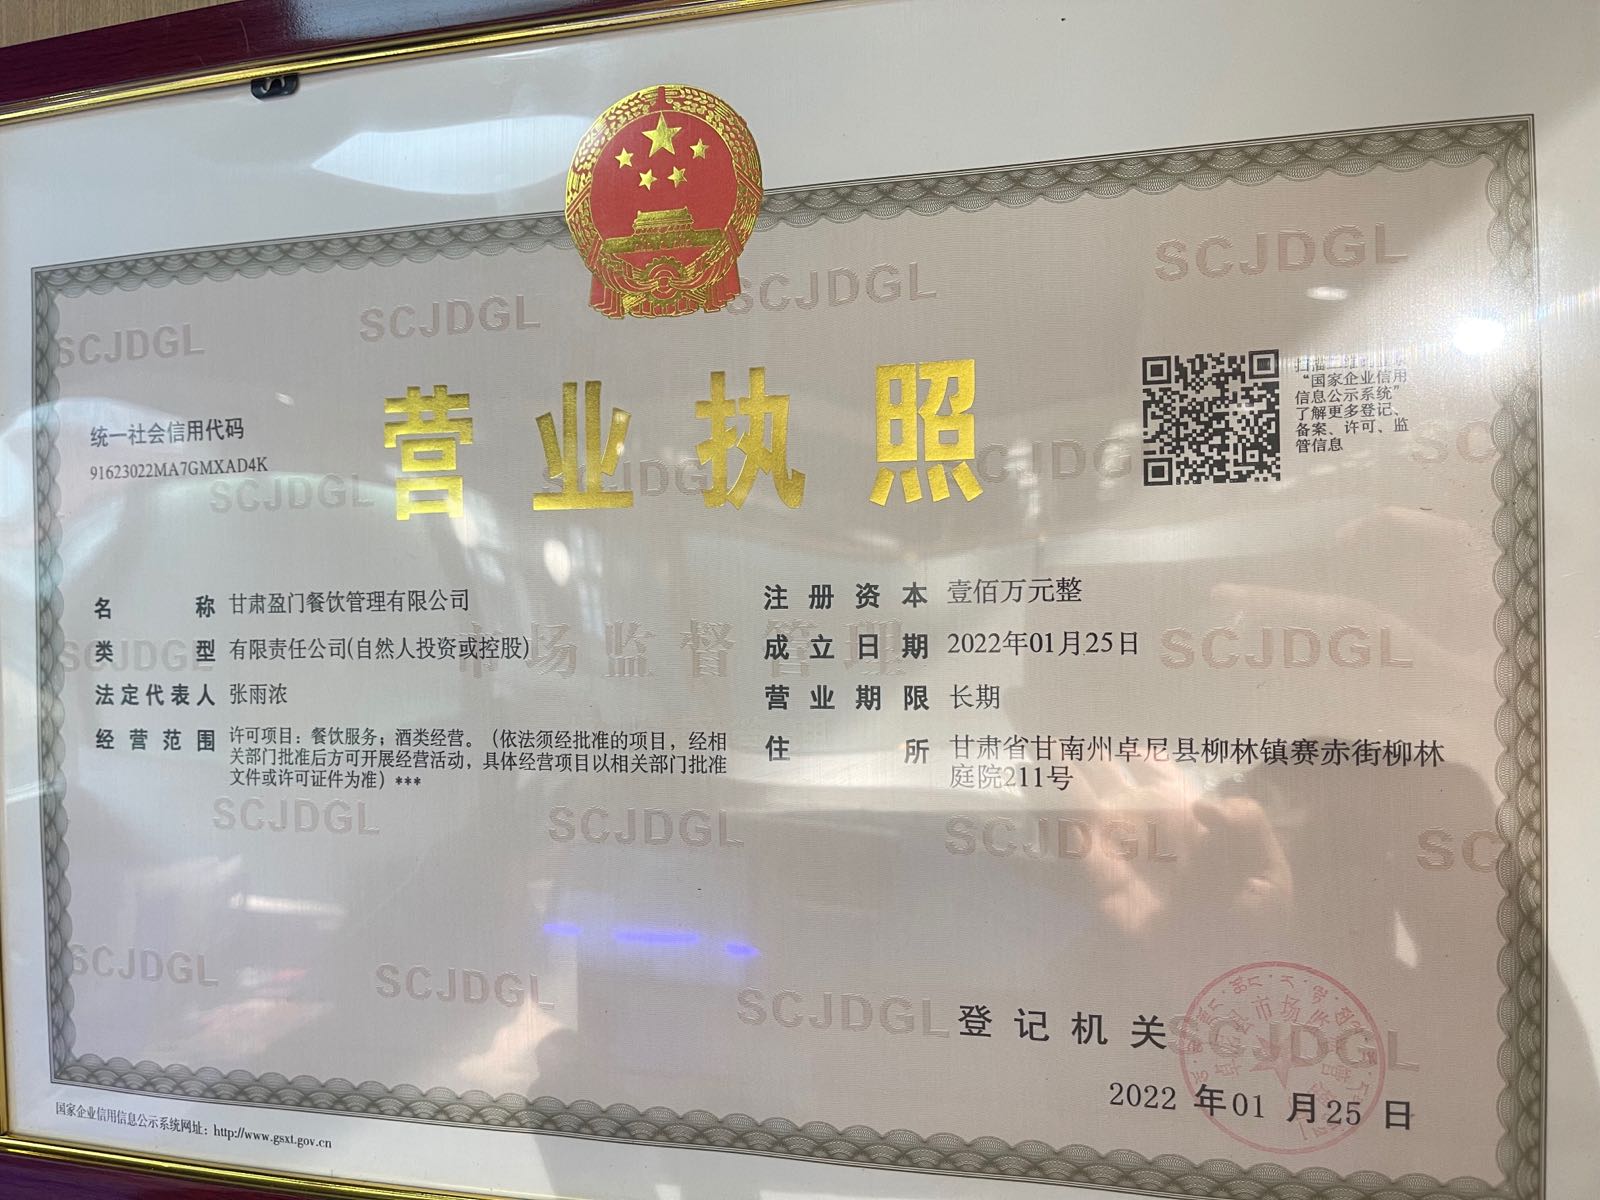 营业执照
统一社会信用代码
91623022MA7GMXAD4K
“国家企业信用
信息公示系统”
了解更多登记、
备案、许可、监
管信息
名称 甘肃盈门餐饮管理有限公司
类型 有限责任公司(自然人投资或控股)
法定代表人 张雨浓
经营范围 许可项目：餐饮服务；酒类经营。（依法须经批准的项目，经相
关部门批准后方可开展经营活动，具体经营项目以相关部门批准
文件或许可证件为准）***
注册资本 壹佰万元整
成立日期 2022年01月25日
营业期限 长期
住所 甘肃省甘南州卓尼县柳林镇赛赤街柳林
庭院211号
SCJDGL
市场监督管理
登记机关
2022 年01 月25 日
国家企业信用信息公示系统网址：http://www.gsxt.gov.cn